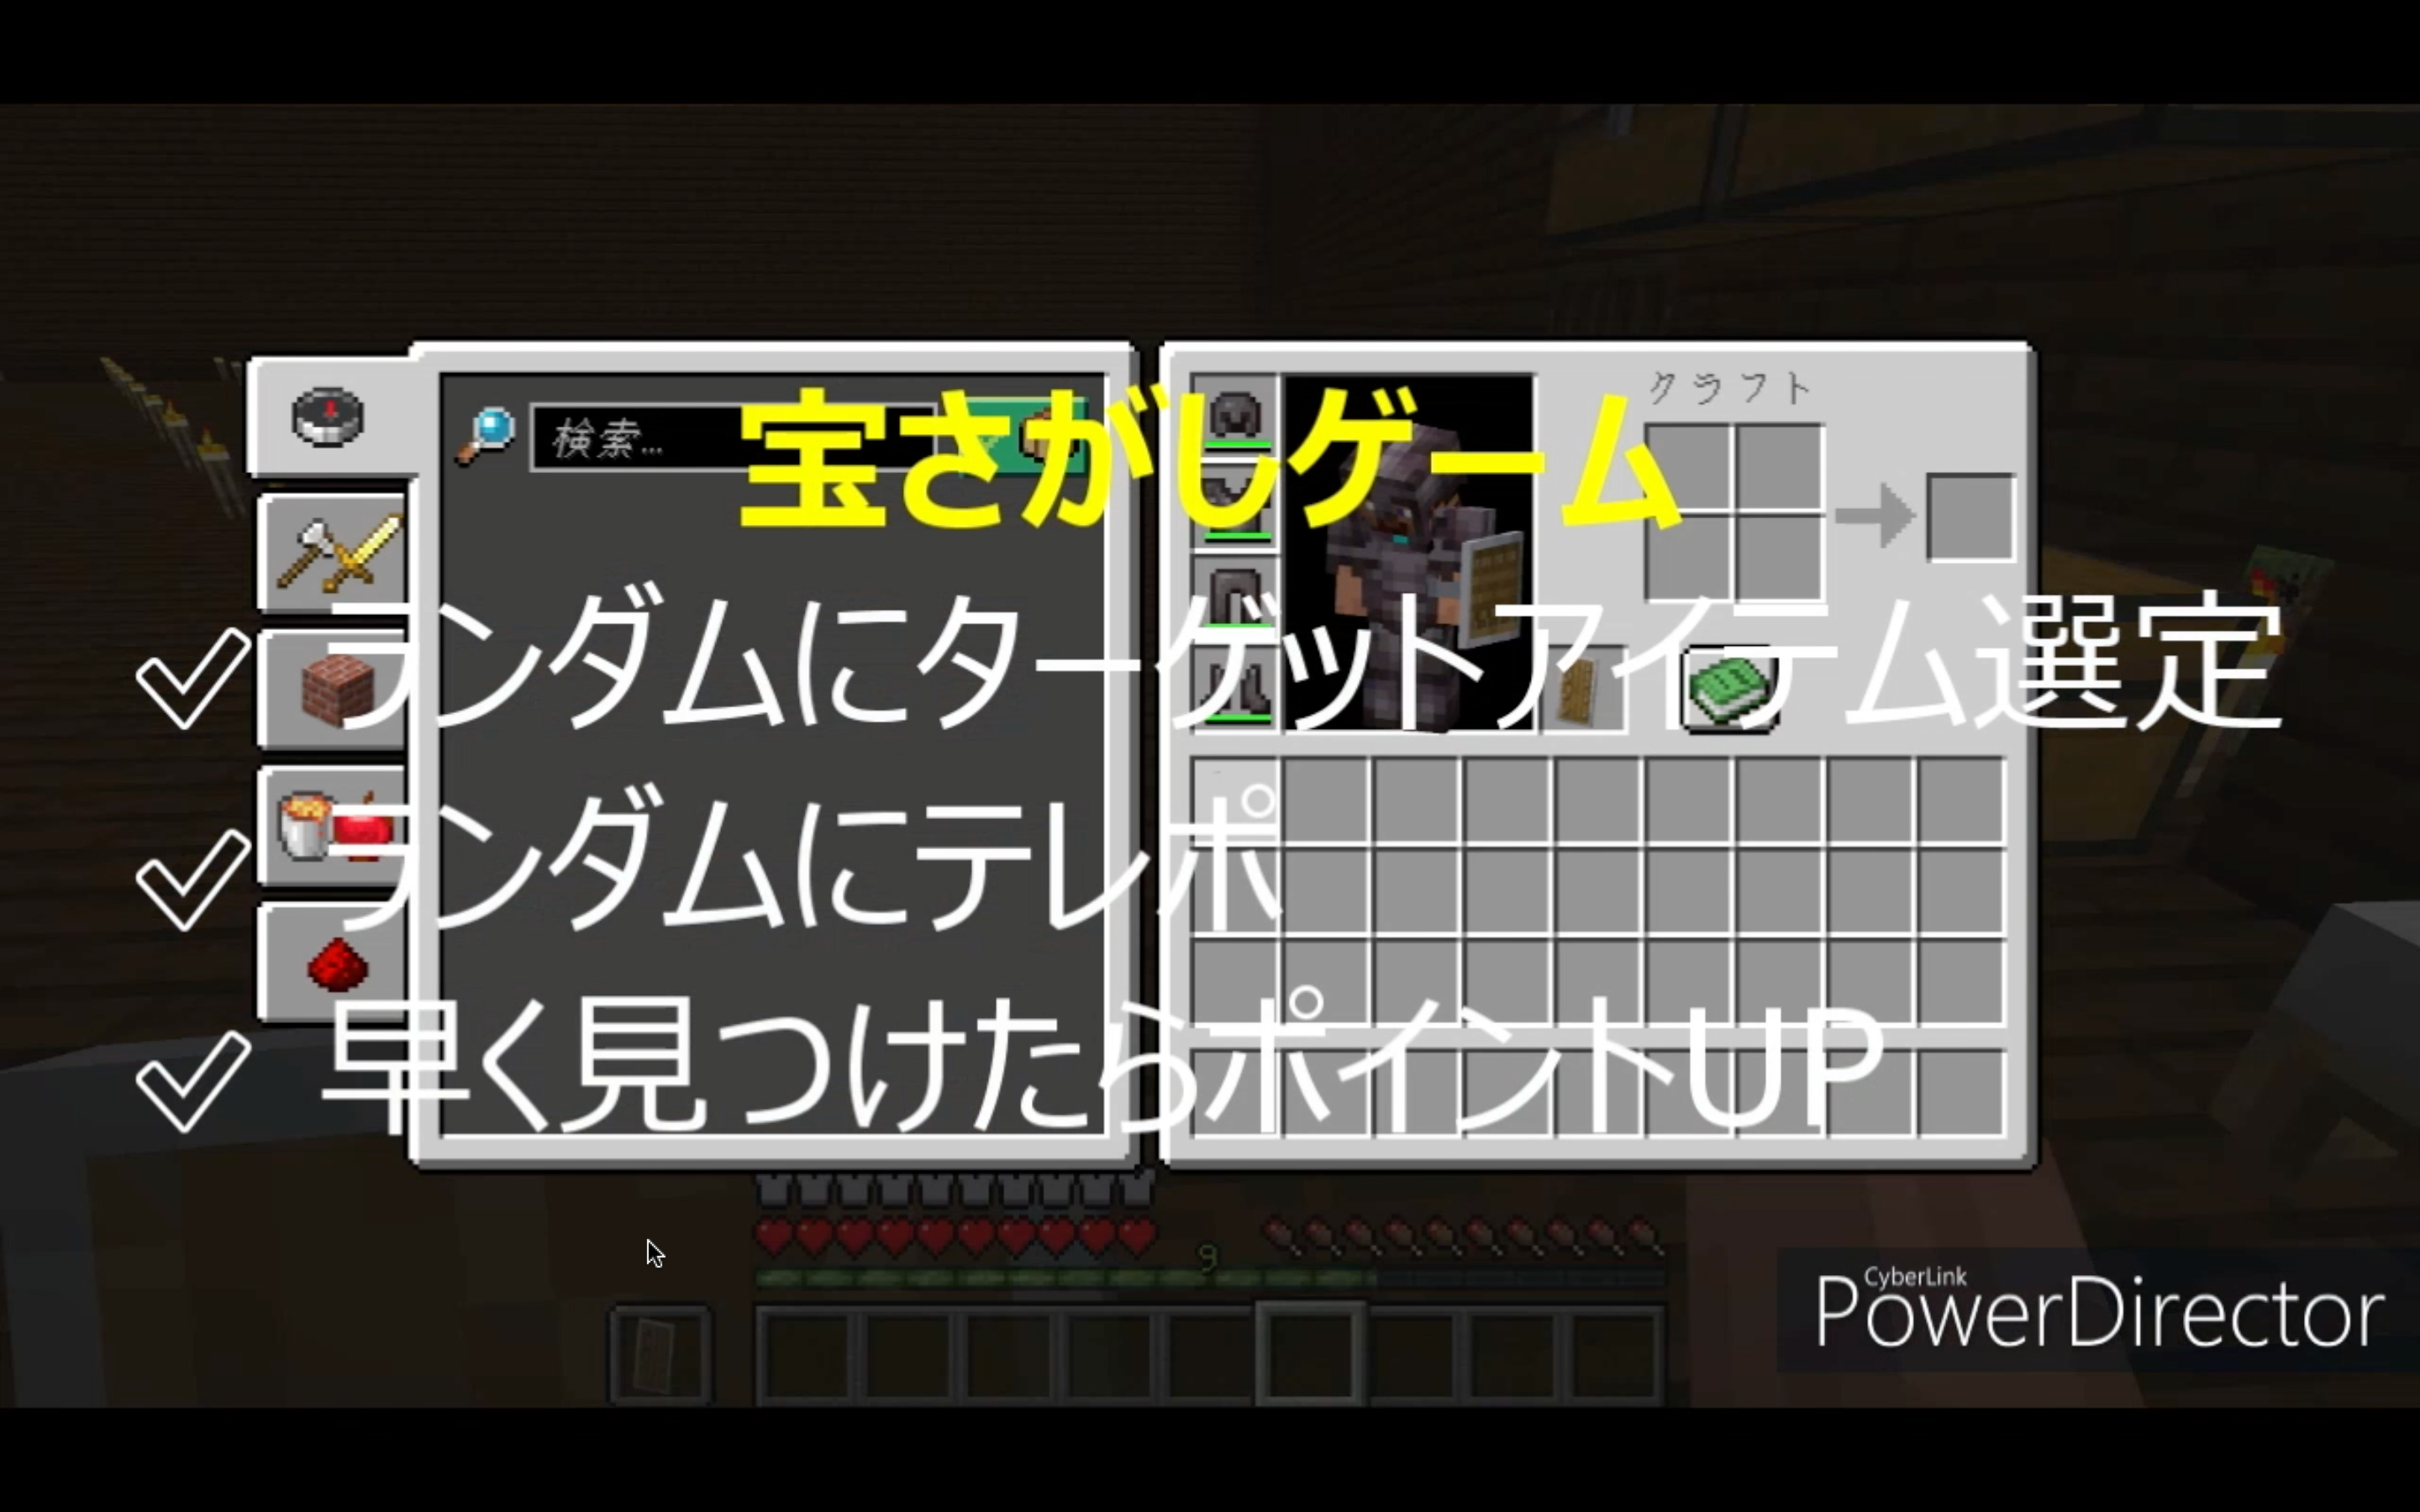 クラフト
検索...
宝さがしゲーム
ランダムにターゲットアイテム選定
ランダムにテレポ
早く見つけたらポイントUP
9
CyberLink
PowerDirector